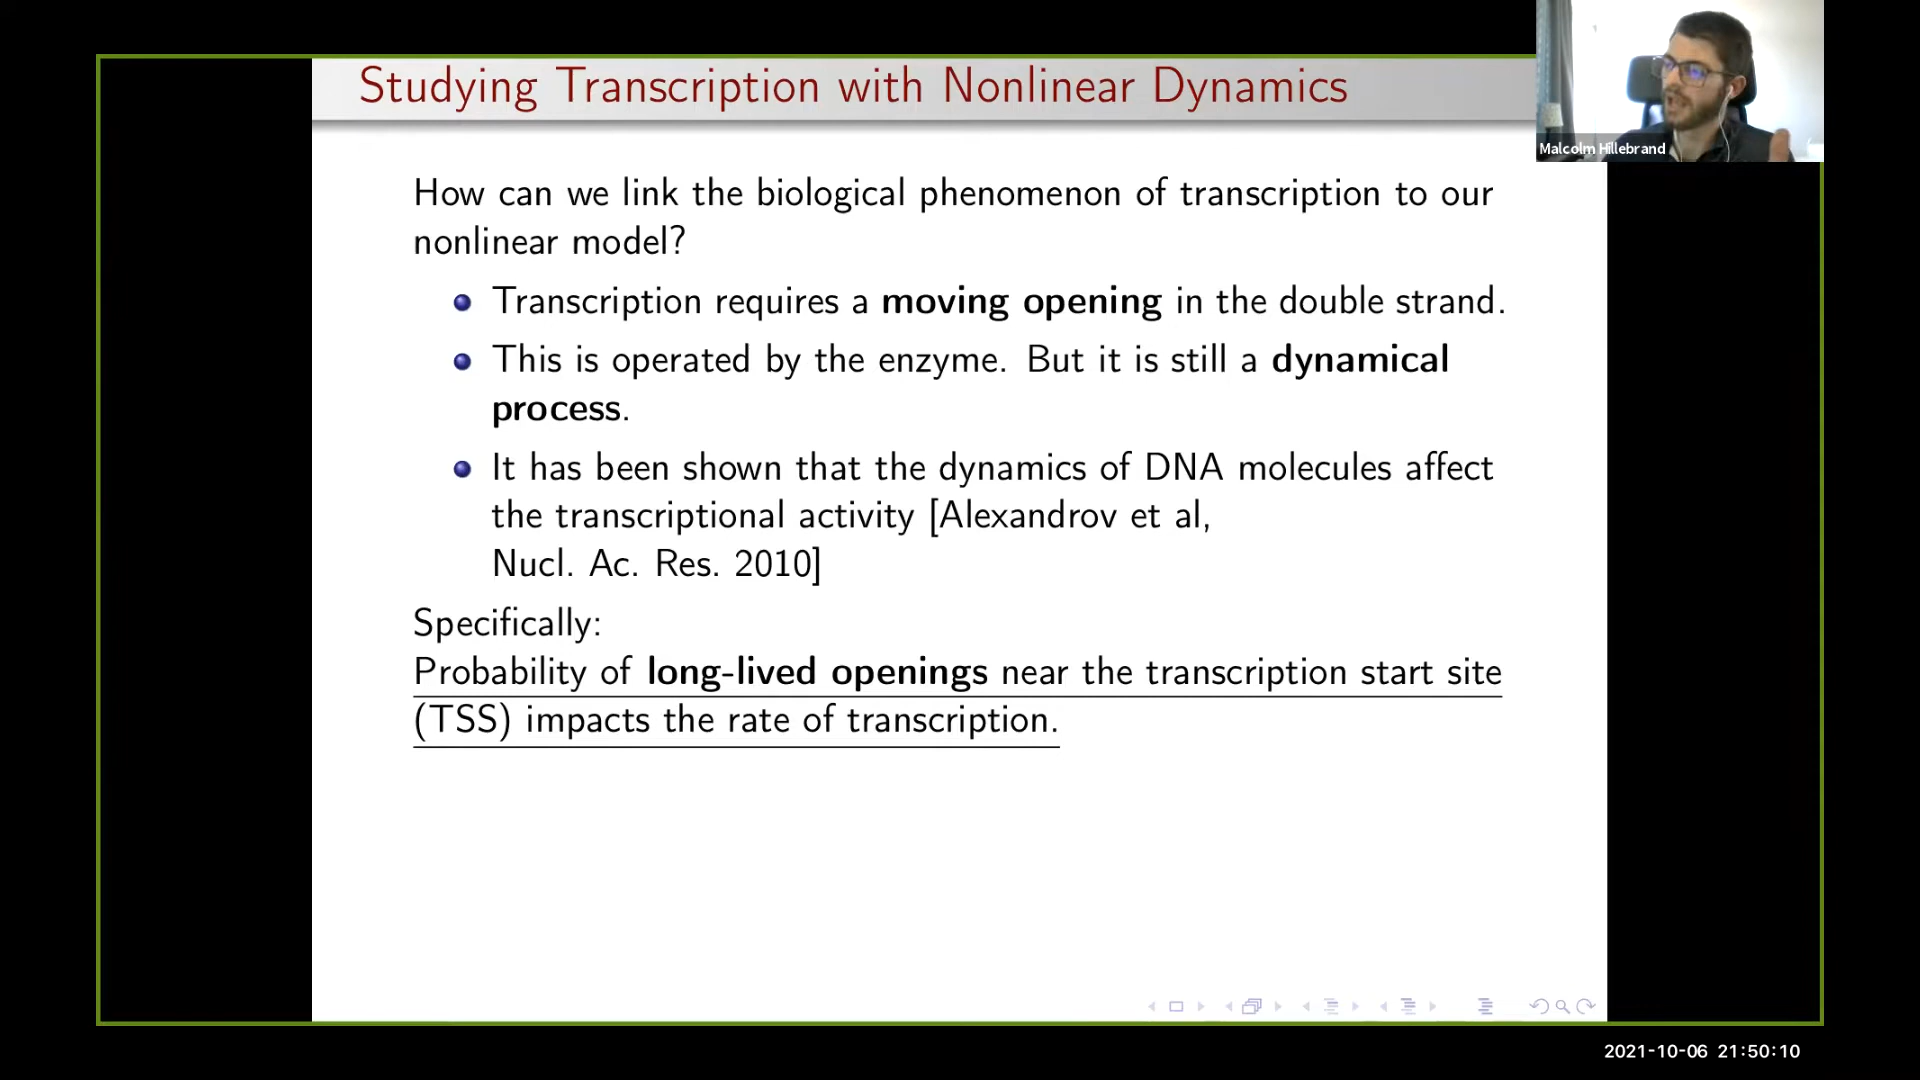 Studying Transcription with Nonlinear Dynamics
Malcolm Hillebrand
How can we link the biological phenomenon of transcription to our
nonlinear model?
Transcription requires a moving opening in the double strand.
This is operated by the enzyme. But it is still a dynamical
process.
It has been shown that the dynamics of DNA molecules affect
the transcriptional activity [Alexandrov et al,
Nucl. Ac. Res. 2010]
Specifically:
Probability of long-lived openings near the transcription start site
(TSS) impacts the rate of transcription.
2021-10-06 21:50:10